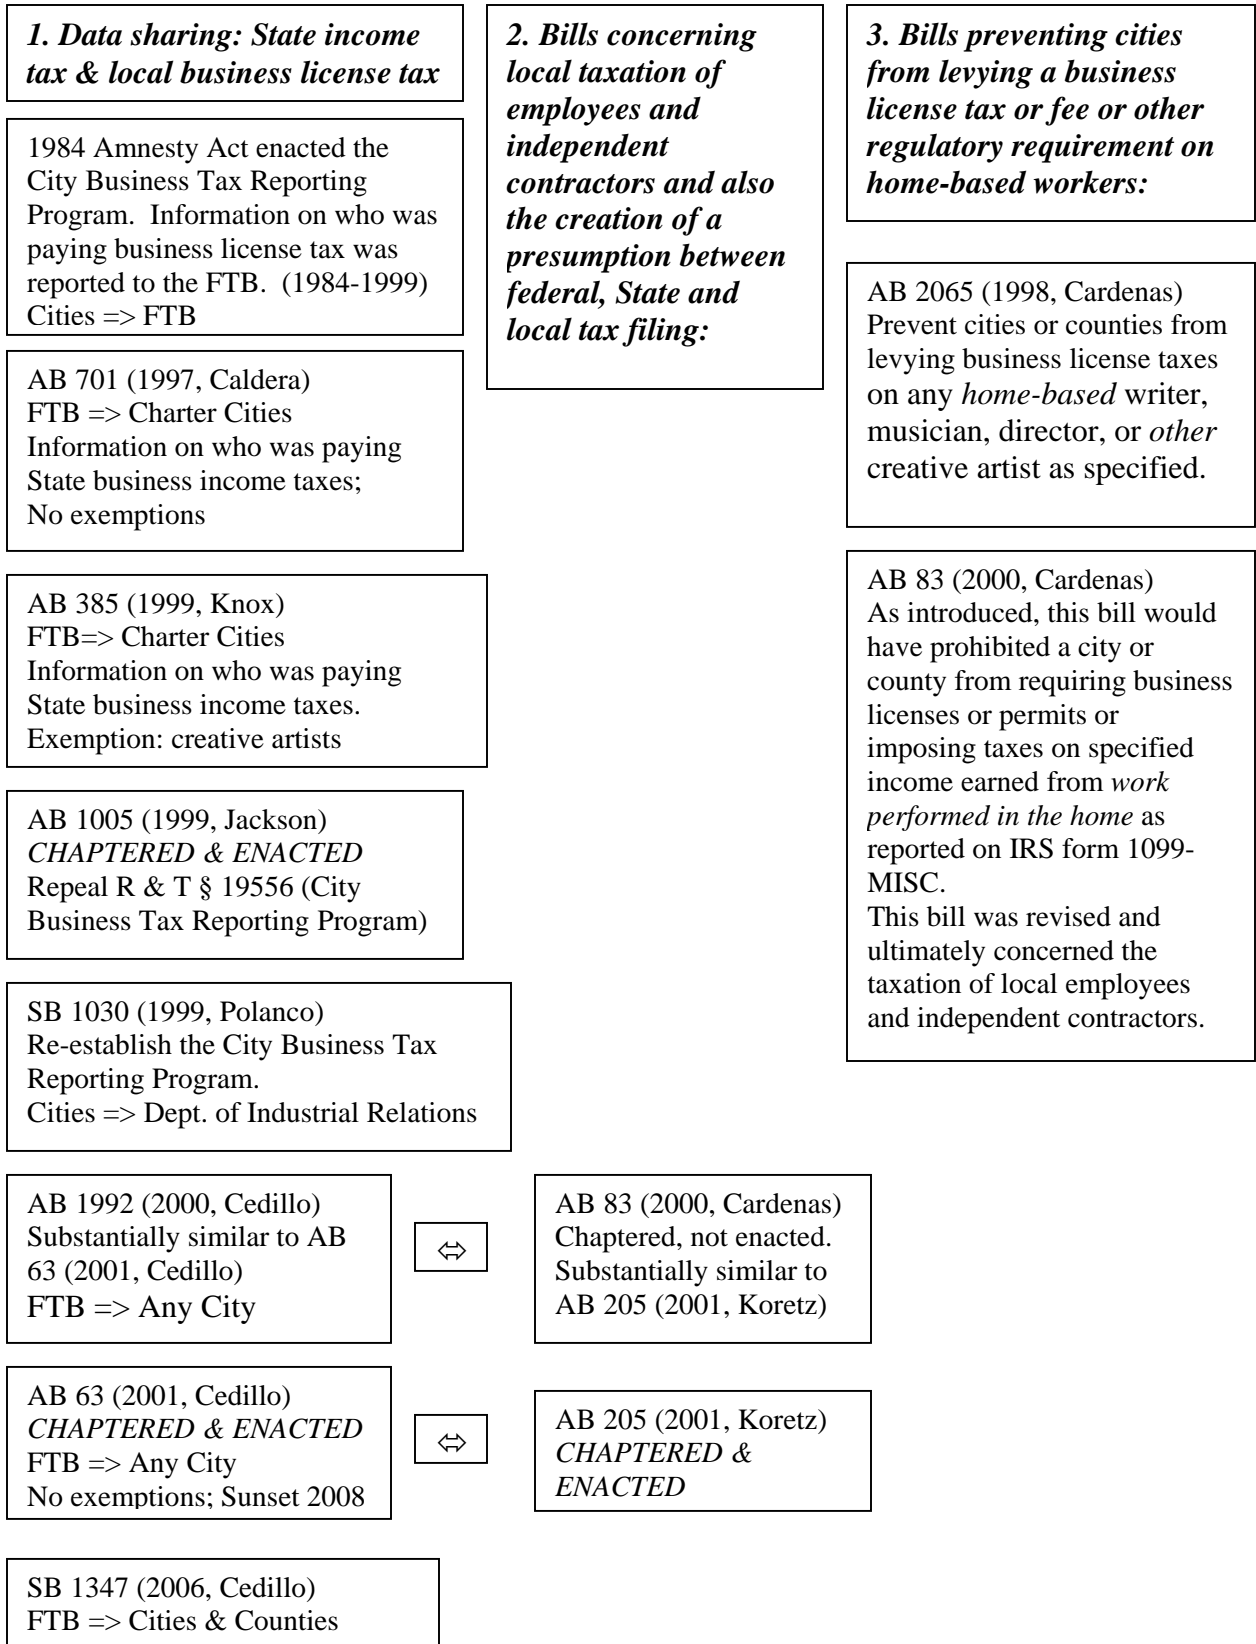 1. Data sharing: State income
tax & local business license tax
1984 Amnesty Act enacted the
City Business Tax Reporting
Program. Information on who was
paying business license tax was
reported to the FTB. (1984-1999)
Cities => FTB
AB 701 (1997, Caldera)
FTB => Charter Cities
Information on who was paying
State business income taxes;
No exemptions
AB 385 (1999, Knox)
FTB=> Charter Cities
Information on who was paying
State business income taxes.
Exemption: creative artists
AB 1005 (1999, Jackson)
CHAPTERED & ENACTED
Repeal R & T § 19556 (City
Business Tax Reporting Program)
SB 1030 (1999, Polanco)
Re-establish the City Business Tax
Reporting Program.
Cities => Dept. of Industrial Relations
AB 1992 (2000, Cedillo)
Substantially similar to AB
63 (2001, Cedillo)
FTB => Any City
⇔
AB 63 (2001, Cedillo)
CHAPTERED & ENACTED
FTB => Any City
No exemptions; Sunset 2008
⇔
SB 1347 (2006, Cedillo)
FTB => Cities & Counties
2. Bills concerning
local taxation of
employees and
independent
contractors and also
the creation of a
presumption between
federal, State and
local tax filing:
AB 83 (2000, Cardenas)
Chaptered, not enacted.
Substantially similar to
AB 205 (2001, Koretz)
AB 205 (2001, Koretz)
CHAPTERED &
ENACTED
3. Bills preventing cities
from levying a business
license tax or fee or other
regulatory requirement on
home-based workers:
AB 2065 (1998, Cardenas)
Prevent cities or counties from
levying business license taxes
on any home-based writer,
musician, director, or other
creative artist as specified.
AB 83 (2000, Cardenas)
As introduced, this bill would
have prohibited a city or
county from requiring business
licenses or permits or
imposing taxes on specified
income earned from work
performed in the home as
reported on IRS form 1099-
MISC.
This bill was revised and
ultimately concerned the
taxation of local employees
and independent contractors.